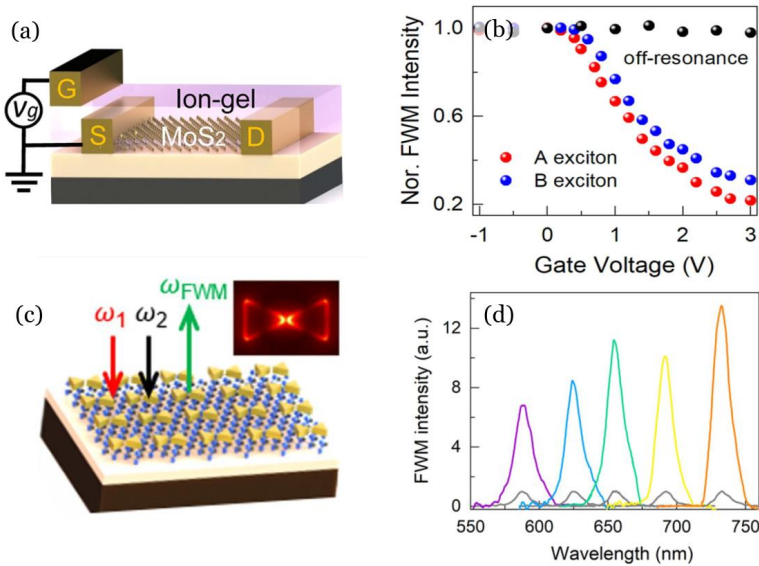 (a)
G
Vg
S
Ion-gel
MoS2
D
(b)
Nor. FWM Intensity
1.0
0.6
0.2
off-resonance
A exciton
B exciton
-1 0 1 2 3
Gate Voltage (V)
(c)
ω1
ω2
ωFWM
(d)
FWM intensity (a.u.)
12
8
4
0
550 600 650 700 750
Wavelength (nm)